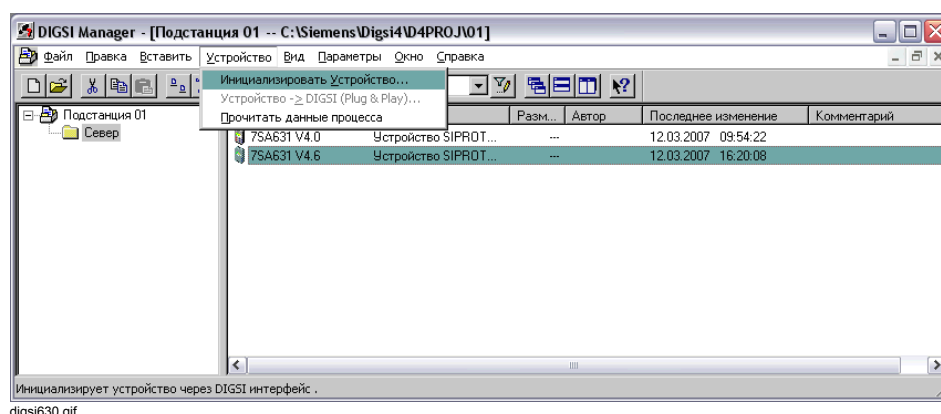 DIGSI Manager - [Подстанция 01 -- C:\Siemens\Digsi4\D4PROJ\01]
Файл Правка Вставить Устройство Вид Параметры Окно Справка
Инициализировать Устройство...
Устройство -> DIGSI (Plug & Play)...
Прочитать данные процесса
Подстанция 01
Север
Разм... Автор Последнее изменение Комментарий
7SA631 V4.0 Устройство SIPROT... --- 12.03.2007 09:54:22
7SA631 V4.6 Устройство SIPROT... --- 12.03.2007 16:20:08
Инициализирует устройство через DIGSI интерфейс .
digsi630.gif